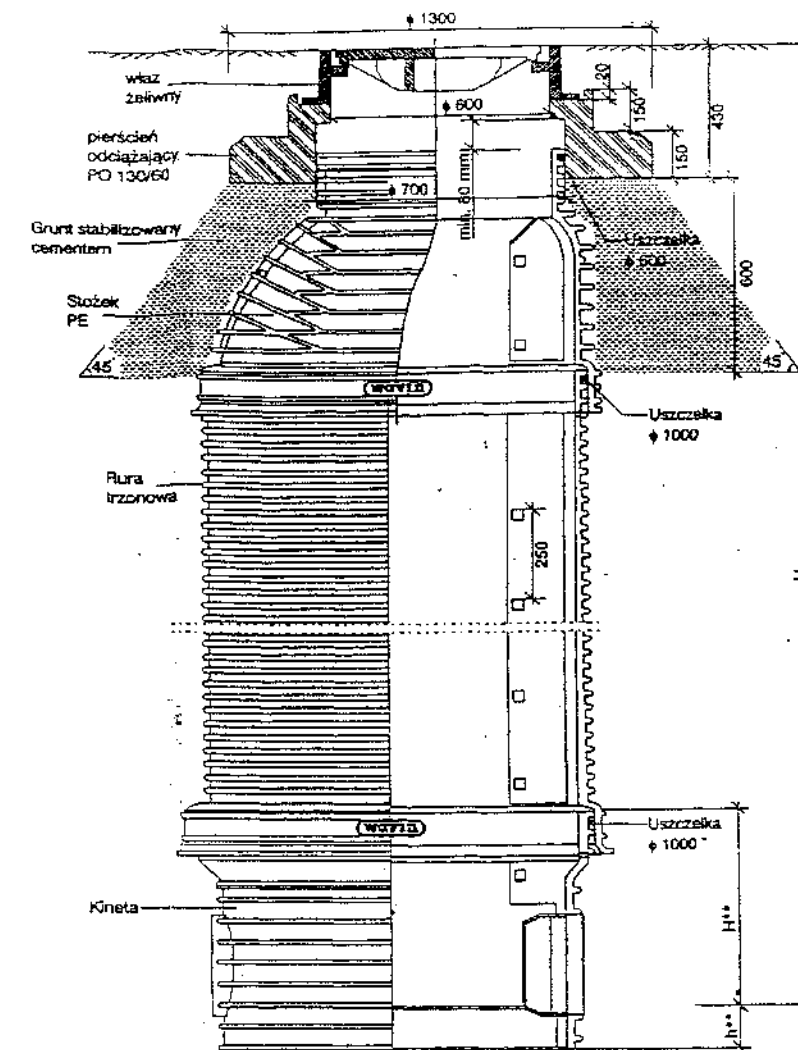 ϕ 1300
właz
żeliwny
20
ϕ 600
150
430
pierścień
odciążający
PO 130/60
150
min. 80 mm
ϕ 700
Grunt stabilizowany
cementem
Uszczelka
ϕ 600
600
Stożek
PE
45°
45°
wavin
Uszczelka
ϕ 1000
Rura
trzonowa
250
wavin
Uszczelka
ϕ 1000
H**
Kineta
h**